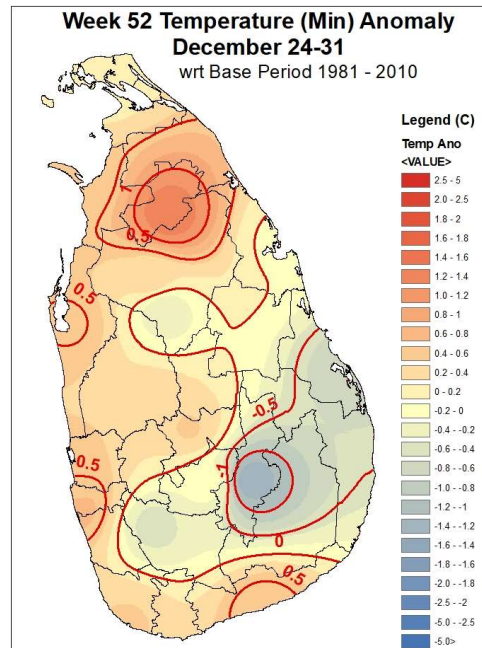 Week 52 Temperature (Min) Anomaly
December 24-31
wrt Base Period 1981 - 2010
Legend (C)
Temp Ano
<VALUE>
2.5 - 5
2.0 - 2.5
1.8 - 2
1.6 - 1.8
1.4 - 1.6
1.2 - 1.4
1.0 - 1.2
0.8 - 1
0.6 - 0.8
0.4 - 0.6
0.2 - 0.4
0 - 0.2
-0.2 - 0
-0.4 - -0.2
-0.6 - -0.4
-0.8 - -0.6
-1.0 - -0.8
-1.2 - -1
-1.4 - -1.2
-1.6 - -1.4
-1.8 - -1.6
-2.0 - -1.8
-2.5 - -2
-5.0 - -2.5
-5.0>
1
0.5
0.5
-0.5
0.5
-1
0
0.5